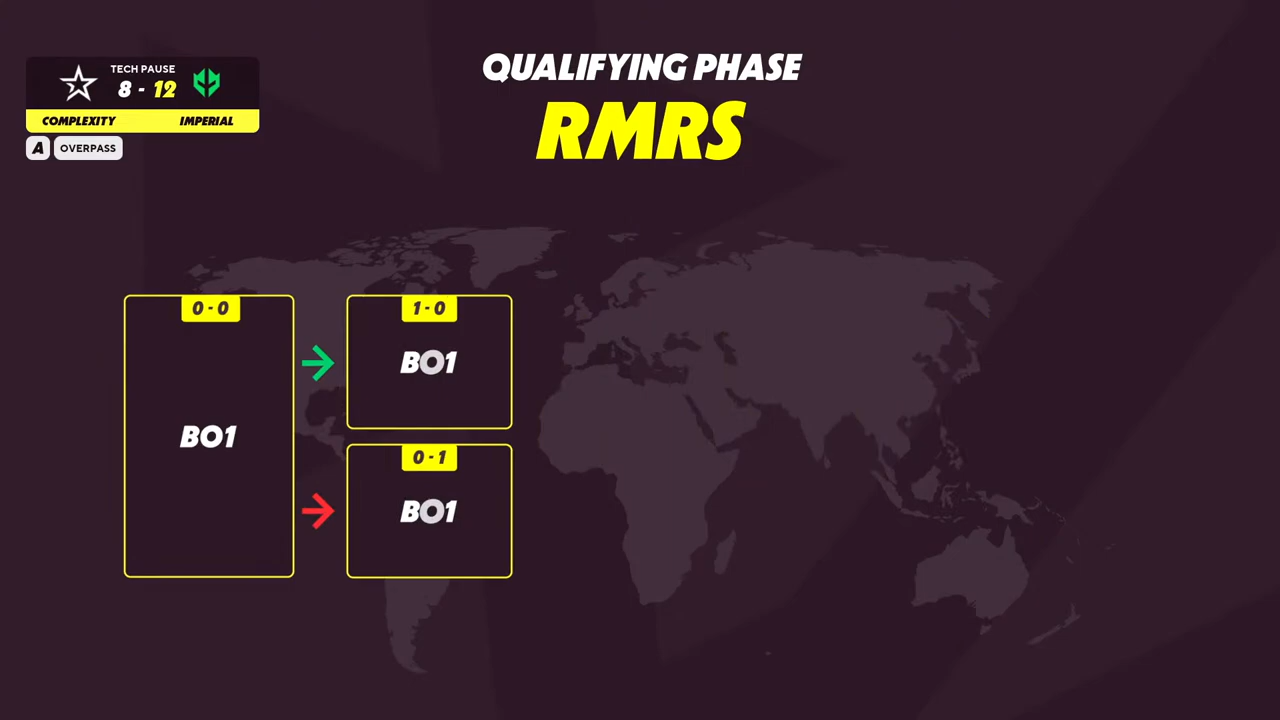 TECH PAUSE
8 - 12
COMPLEXITY IMPERIAL
A OVERPASS
QUALIFYING PHASE
RMRS
0 - 0
BO1
1 - 0
BO1
0 - 1
BO1